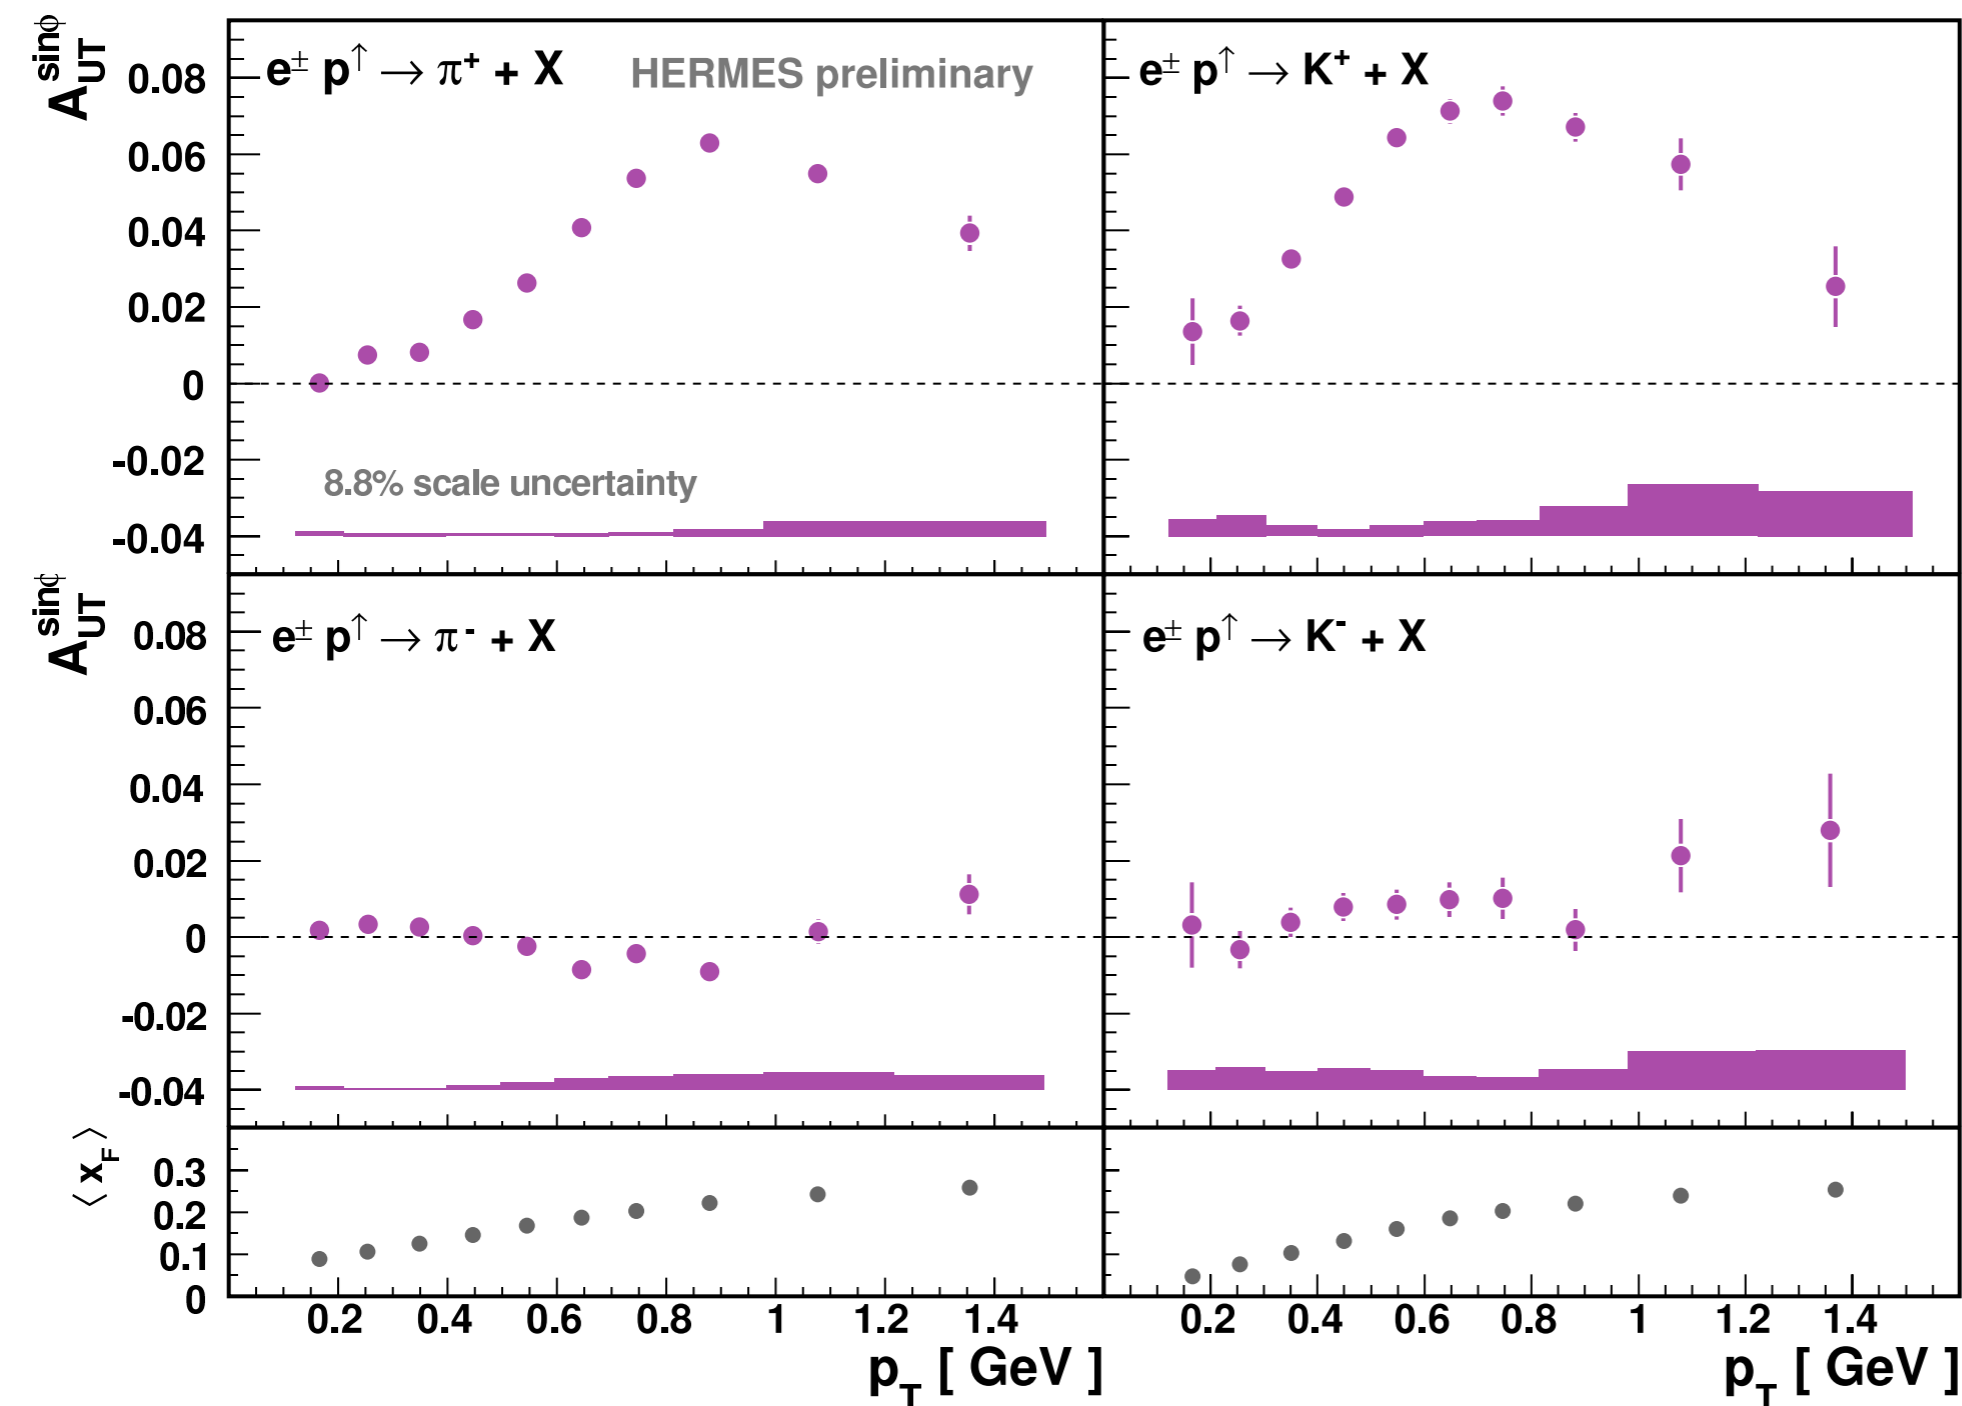 A_UT^sinϕ
e± p↑ → π+ + X
HERMES preliminary
e± p↑ → K+ + X
0.08
0.06
0.04
0.02
0
-0.02
8.8% scale uncertainty
-0.04
A_UT^sinϕ
e± p↑ → π- + X
e± p↑ → K- + X
0.08
0.06
0.04
0.02
0
-0.02
-0.04
⟨x_F⟩
0.3
0.2
0.1
0
0.2 0.4 0.6 0.8 1 1.2 1.4
0.2 0.4 0.6 0.8 1 1.2 1.4
p_T [ GeV ]
p_T [ GeV ]